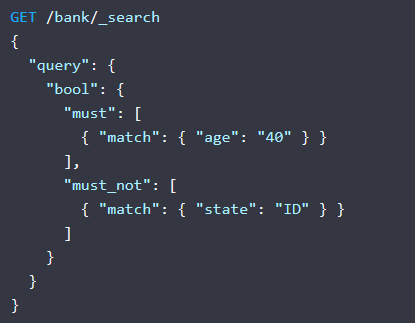 GET /bank/_search
{
  "query": {
    "bool": {
      "must": [
        { "match": { "age": "40" } }
      ],
      "must_not": [
        { "match": { "state": "ID" } }
      ]
    }
  }
}